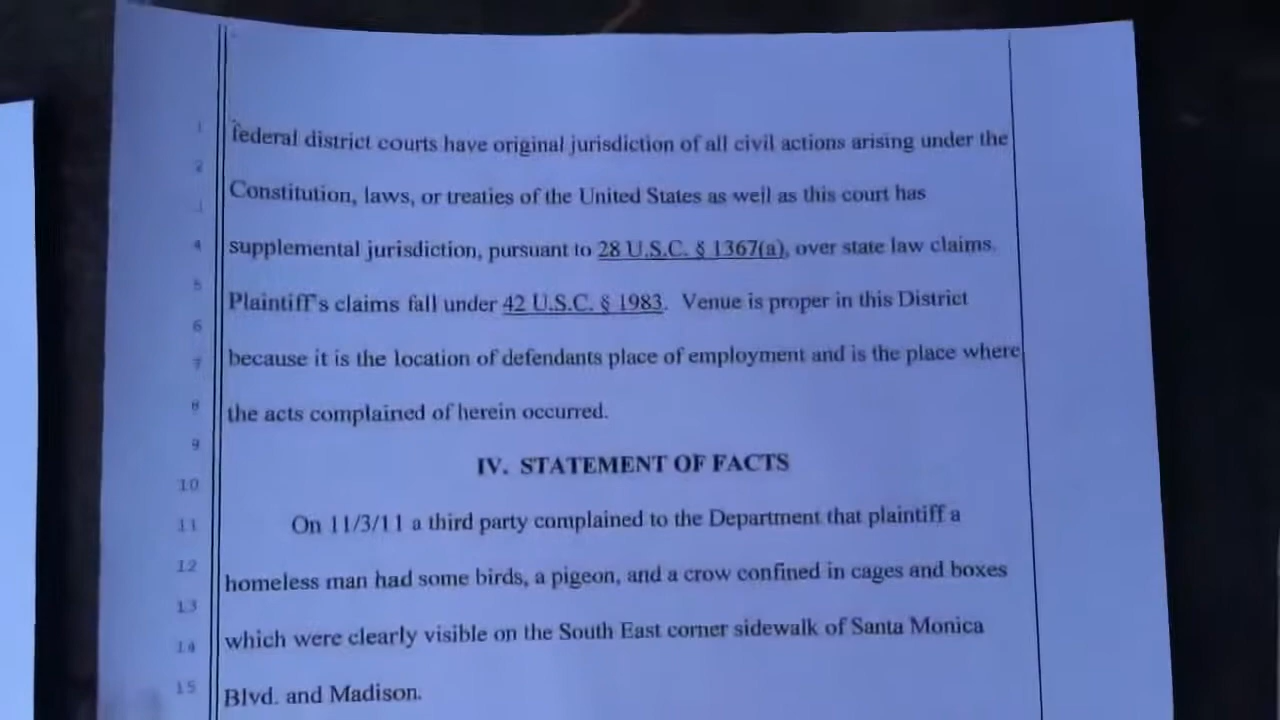 1 federal district courts have original jurisdiction of all civil actions arising under the
2 Constitution, laws, or treaties of the United States as well as this court has
3
4 supplemental jurisdiction, pursuant to 28 U.S.C. § 1367(a), over state law claims.
5 Plaintiff's claims fall under 42 U.S.C. § 1983. Venue is proper in this District
6
7 because it is the location of defendants place of employment and is the place where
8 the acts complained of herein occurred.
9
IV. STATEMENT OF FACTS
10
11 On 11/3/11 a third party complained to the Department that plaintiff a
12 homeless man had some birds, a pigeon, and a crow confined in cages and boxes
13
14 which were clearly visible on the South East corner sidewalk of Santa Monica
15 Blvd. and Madison.